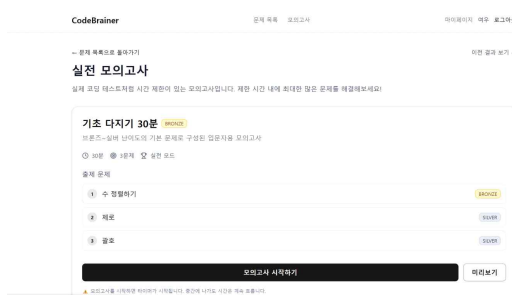 CodeBrainer
문제 목록 모의고사
마이페이지 여우 로그아
← 문제 목록으로 돌아가기
이전 결과 보기
실전 모의고사
실제 코딩 테스트처럼 시간 제한이 있는 모의고사입니다. 제한 시간 내에 최대한 많은 문제를 해결해보세요!
기초 다지기 30분 BRONZE
브론즈~실버 난이도의 기본 문제로 구성된 입문자용 모의고사
30분 3문제 실전 모드
출제 문제
1 수 정렬하기 BRONZE
2 제로 SILVER
3 괄호 SILVER
모의고사 시작하기
미리보기
모의고사를 시작하면 타이머가 시작됩니다. 중간에 나가도 시간은 계속 흐릅니다.